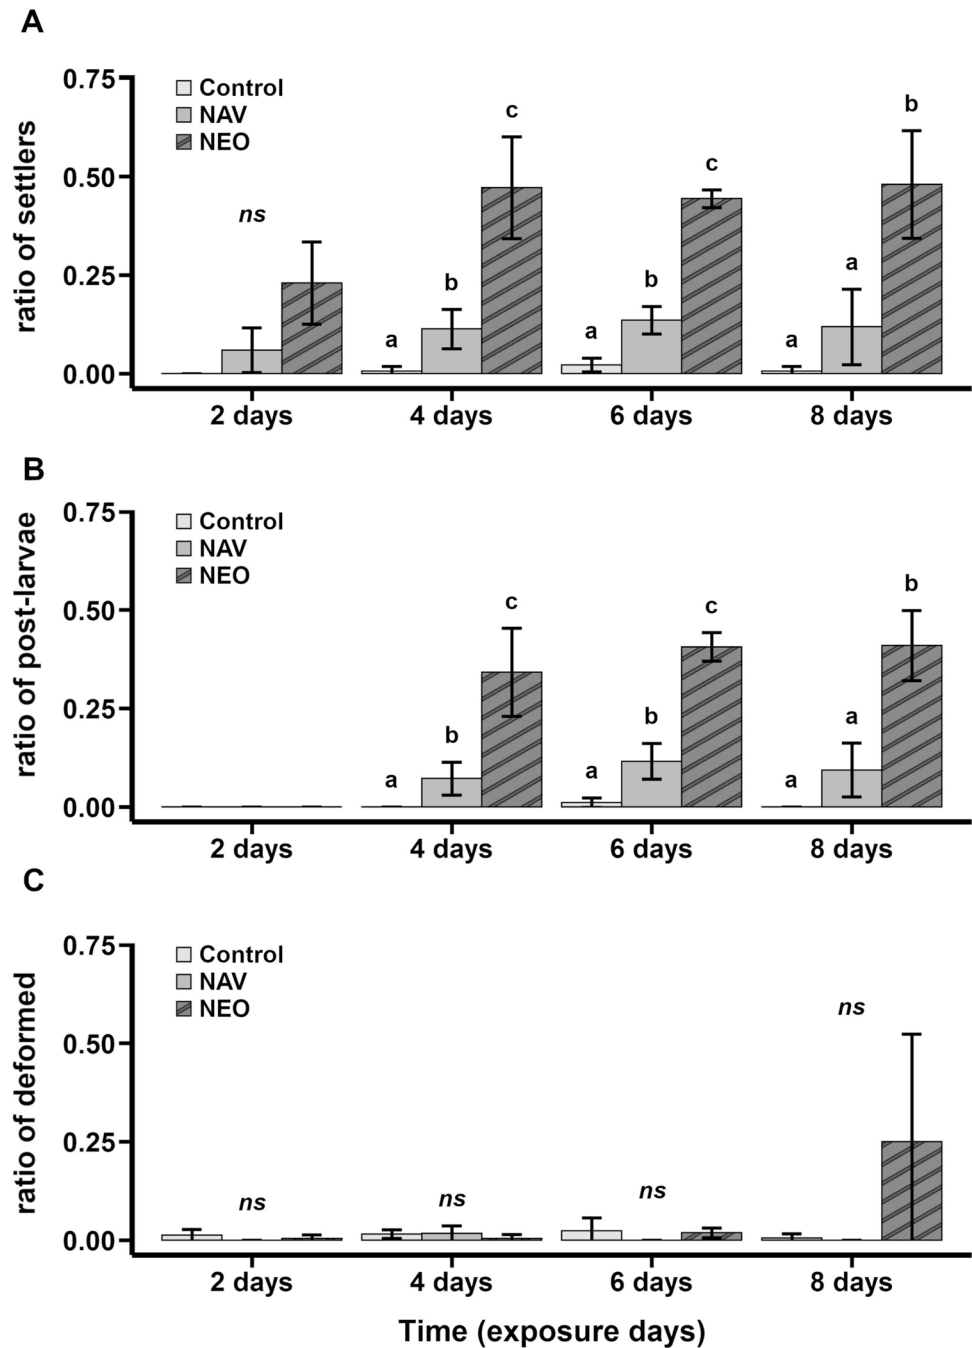 A
ratio of settlers
0.75
0.50
0.25
0.00
Control
NAV
NEO
ns
a
b
c
a
b
c
a
a
b
2 days
4 days
6 days
8 days
B
ratio of post-larvae
0.75
0.50
0.25
0.00
Control
NAV
NEO
a
b
c
a
b
c
a
a
b
2 days
4 days
6 days
8 days
C
ratio of deformed
0.75
0.50
0.25
0.00
Control
NAV
NEO
ns
ns
ns
ns
2 days
4 days
6 days
8 days
Time (exposure days)